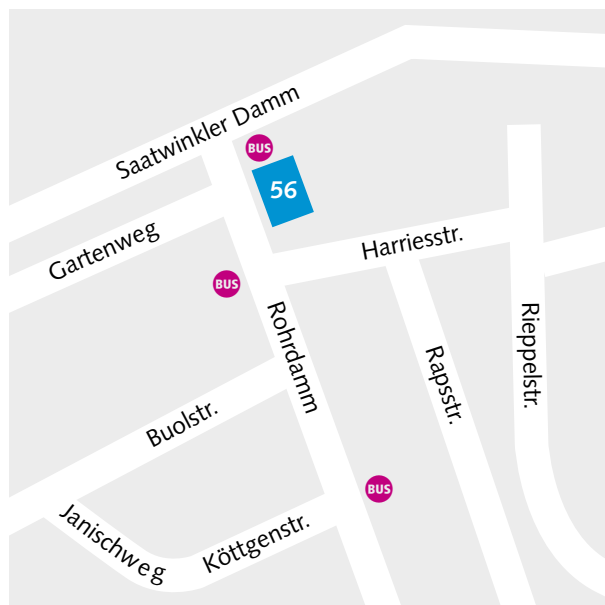 Saatwinkler Damm
BUS
56
Gartenweg
Harriesstr.
BUS
Rohrdamm
Rieppelstr.
Rapsstr.
Buolstr.
BUS
Janischweg
Köttgenstr.